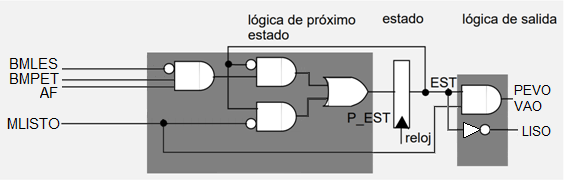 lógica de próximo
estado
estado
lógica de salida
BMLES
BMPET
AF
MLISTO
P_EST
reloj
EST
PEVO
VAO
LISO